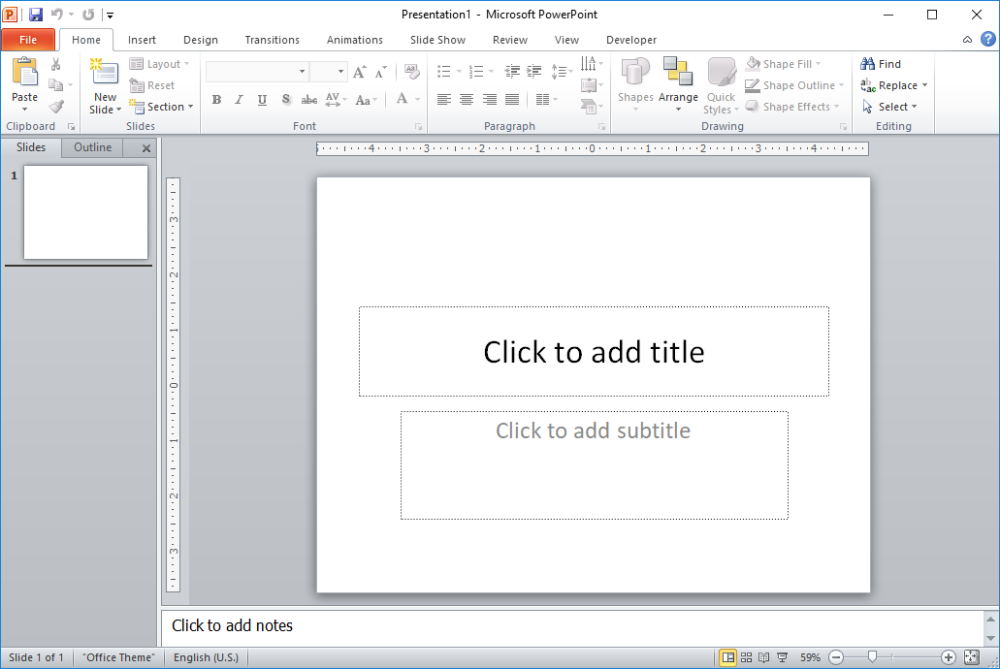 Presentation1 - Microsoft PowerPoint
File Home Insert Design Transitions Animations Slide Show Review View Developer
Paste
Clipboard
New
Slide
Layout
Reset
Section
Slides
B I U S abc AV Aa A
Font
Paragraph
Shapes
Arrange
Quick
Styles
Shape Fill
Shape Outline
Shape Effects
Drawing
Find
Replace
Select
Editing
Slides Outline
4 3 2 1 0 1 2 3 4
1
3
2
1
0
1
2
3
Click to add title
Click to add subtitle
Click to add notes
Slide 1 of 1 "Office Theme" English (U.S.) 59%